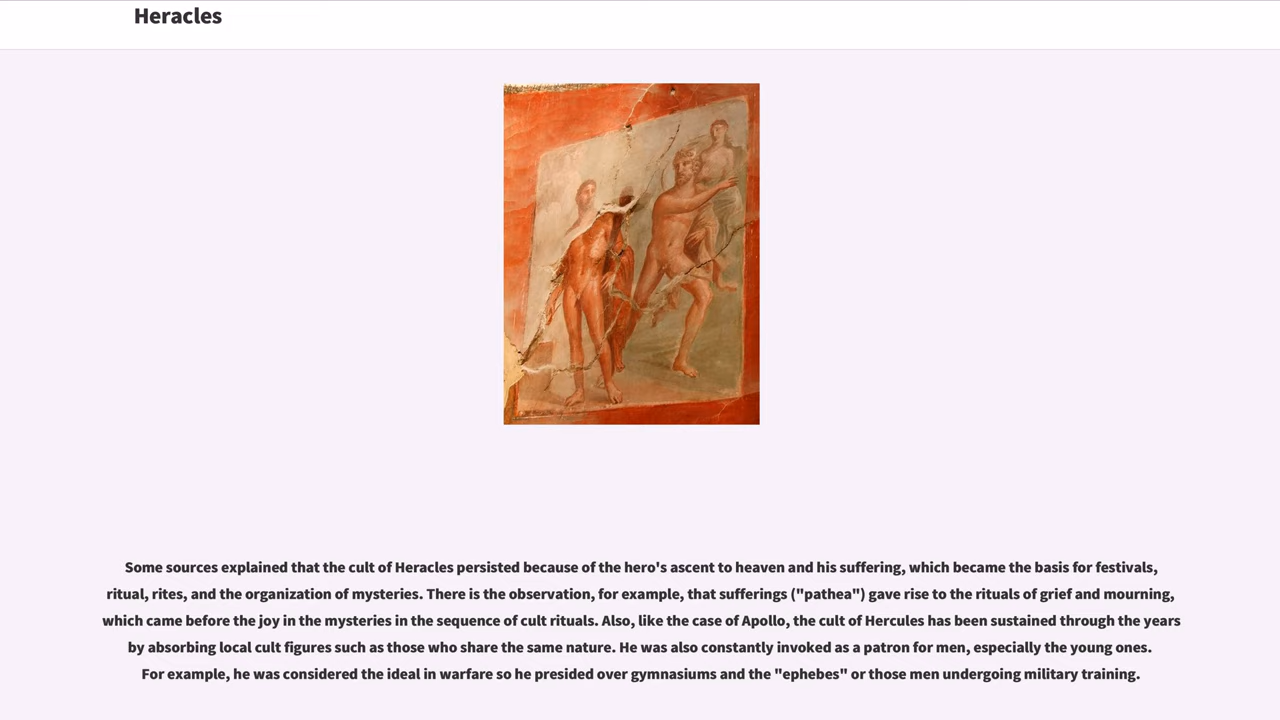 Heracles
Some sources explained that the cult of Heracles persisted because of the hero's ascent to heaven and his suffering, which became the basis for festivals,
ritual, rites, and the organization of mysteries. There is the observation, for example, that sufferings ("pathea") gave rise to the rituals of grief and mourning,
which came before the joy in the mysteries in the sequence of cult rituals. Also, like the case of Apollo, the cult of Hercules has been sustained through the years
by absorbing local cult figures such as those who share the same nature. He was also constantly invoked as a patron for men, especially the young ones.
For example, he was considered the ideal in warfare so he presided over gymnasiums and the "ephebes" or those men undergoing military training.